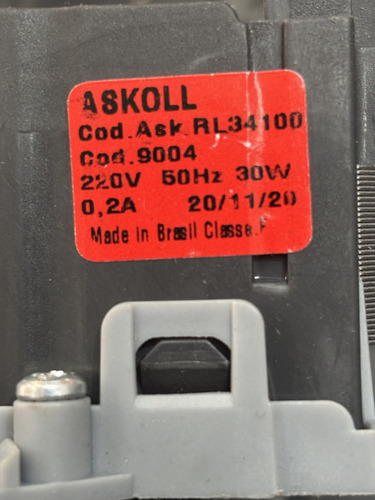 ASKOLL
Cod.Ask.RL34100
Cod.9004
220V 50Hz 30W
0,2A 20/11/20
Made in Brasil Classe.F